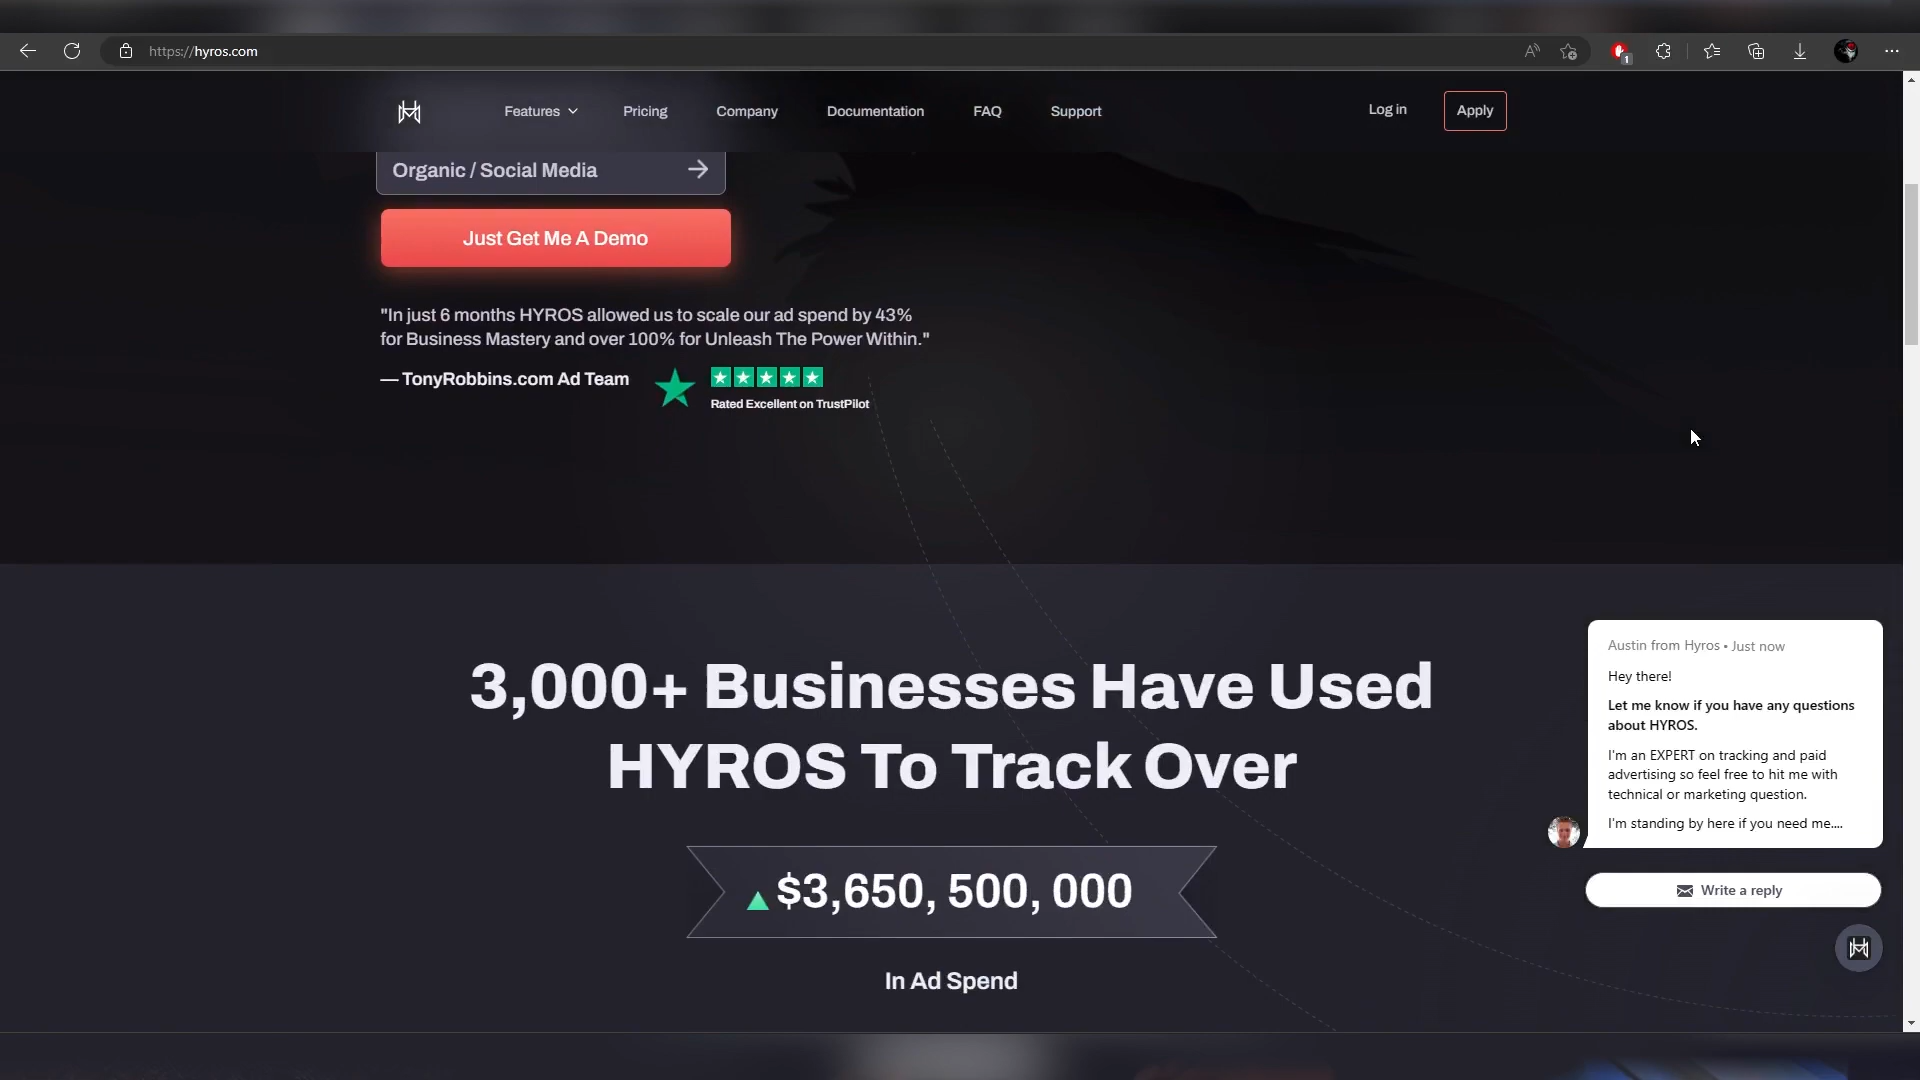 https://hyros.com
1
Features
Pricing
Company
Documentation
FAQ
Support
Log in
Apply
Organic / Social Media
Just Get Me A Demo
"In just 6 months HYROS allowed us to scale our ad spend by 43%
for Business Mastery and over 100% for Unleash The Power Within."
— TonyRobbins.com Ad Team
Rated Excellent on TrustPilot
3,000+ Businesses Have Used
HYROS To Track Over
$3,650, 500, 000
In Ad Spend
Austin from Hyros • Just now
Hey there!
Let me know if you have any questions
about HYROS.
I'm an EXPERT on tracking and paid
advertising so feel free to hit me with
technical or marketing question.
I'm standing by here if you need me....
Write a reply